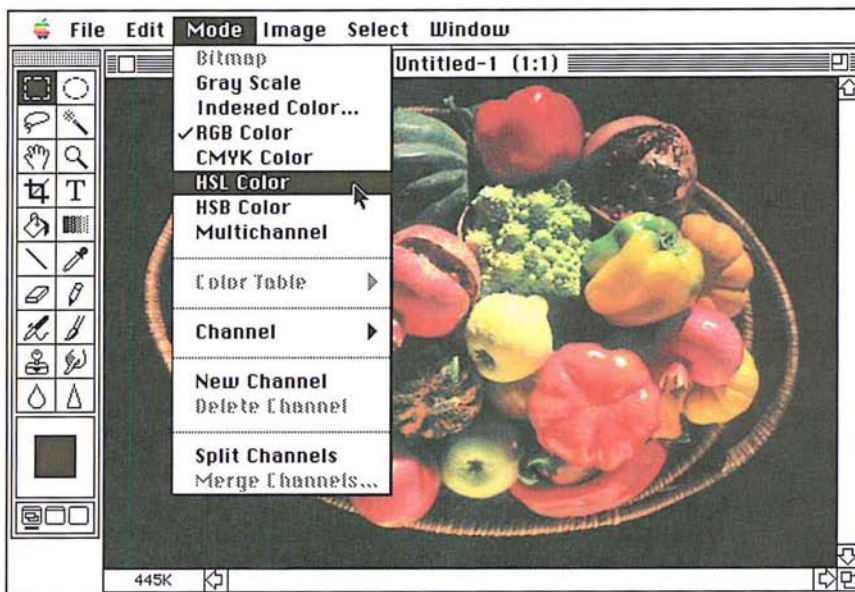 File Edit Mode Image Select Window
Untitled-1 (1:1)
Bitmap
Gray Scale
Indexed Color...
✓RGB Color
CMYK Color
HSL Color
HSB Color
Multichannel
Color Table
Channel
New Channel
Delete Channel
Split Channels
Merge Channels...
T
445K